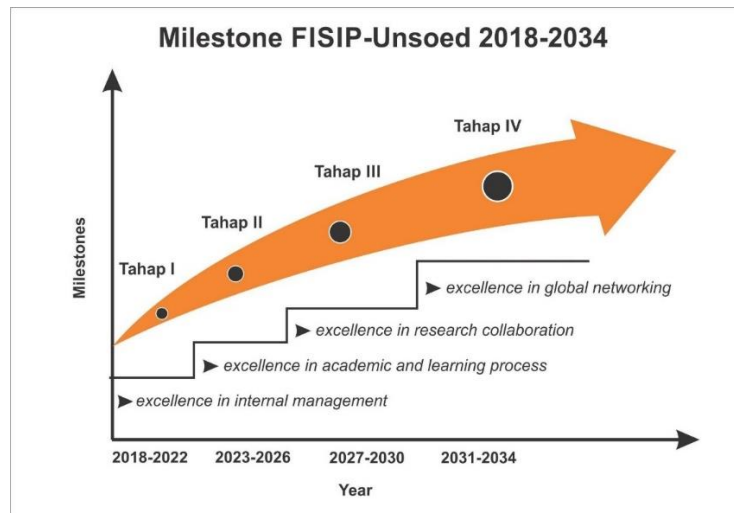 Milestone FISIP-Unsoed 2018-2034
Tahap IV
Tahap III
Tahap II
Tahap I
Milestones
➤ excellence in global networking
➤ excellence in research collaboration
➤ excellence in academic and learning process
➤ excellence in internal management
2018-2022 2023-2026 2027-2030 2031-2034
Year